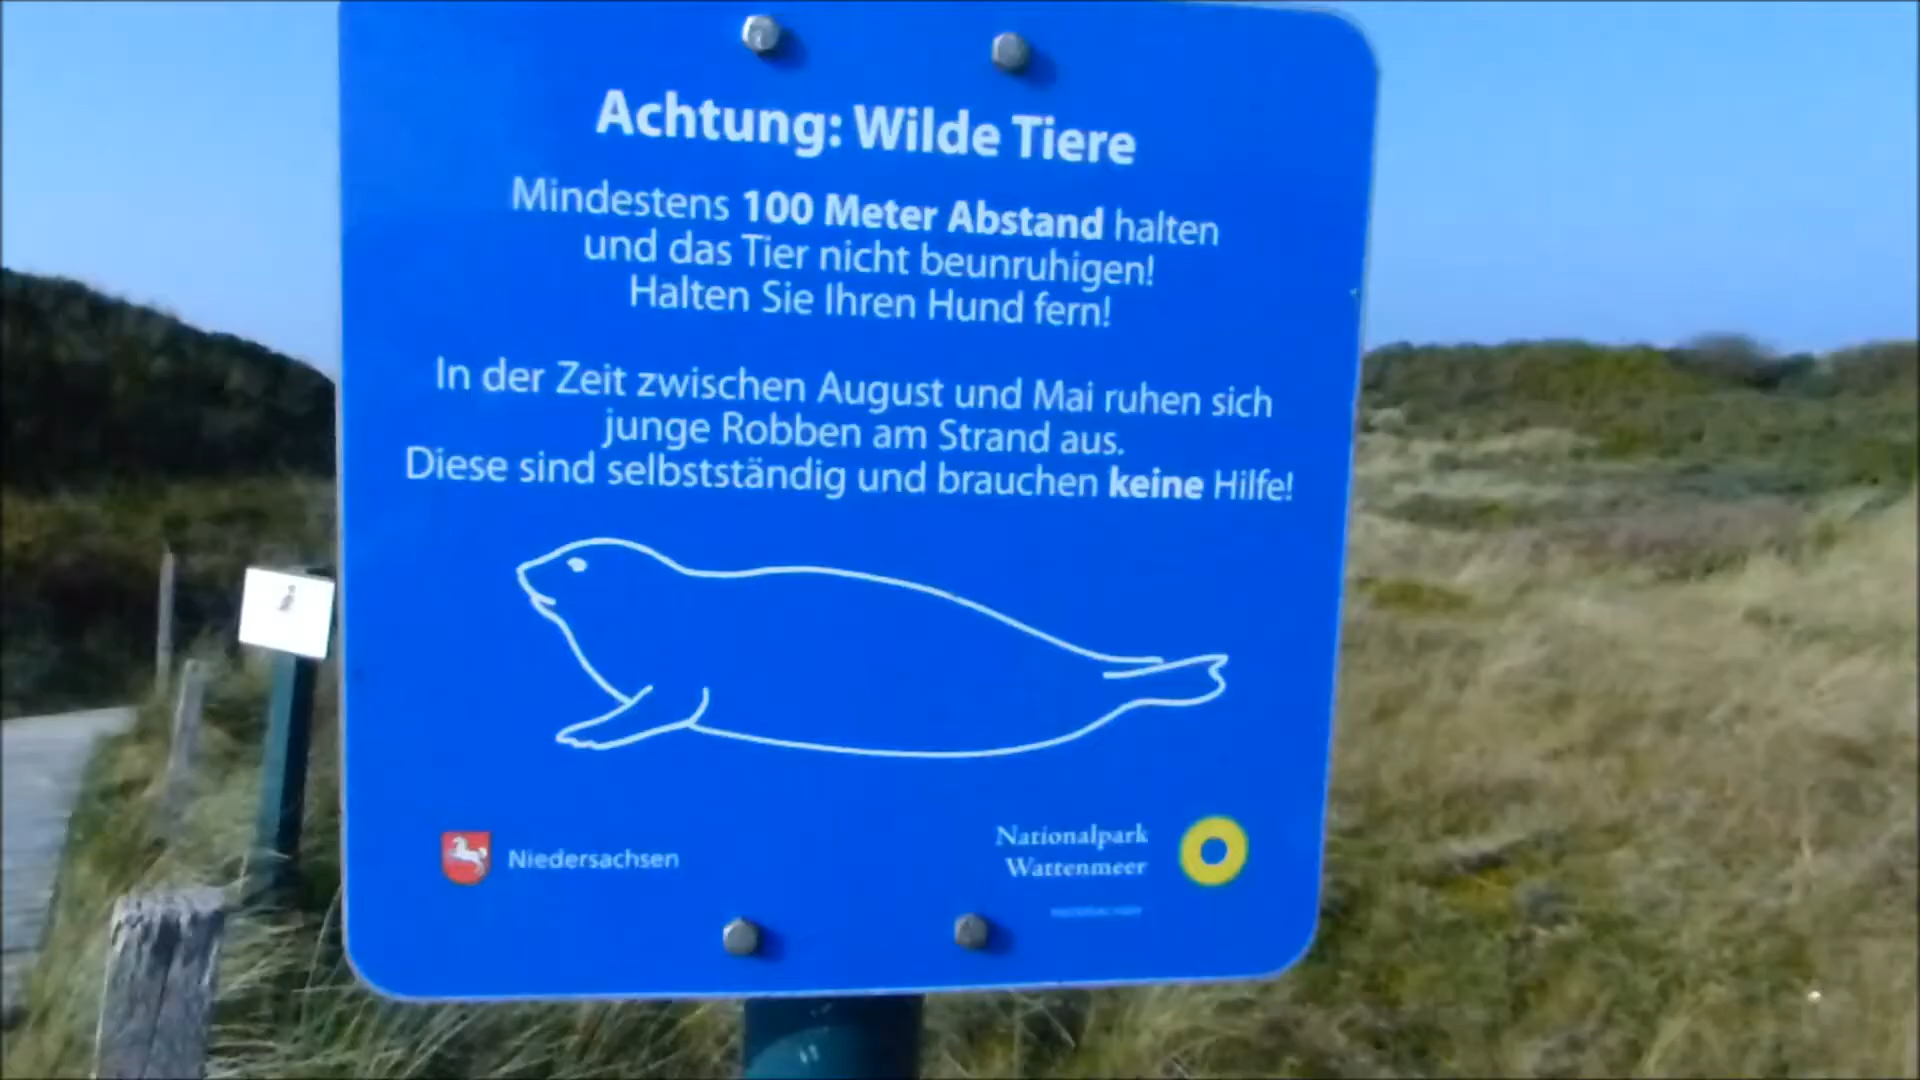 Achtung: Wilde Tiere
Mindestens 100 Meter Abstand halten
und das Tier nicht beunruhigen!
Halten Sie Ihren Hund fern!
In der Zeit zwischen August und Mai ruhen sich
junge Robben am Strand aus.
Diese sind selbstständig und brauchen keine Hilfe!
Niedersachsen
Nationalpark
Wattenmeer